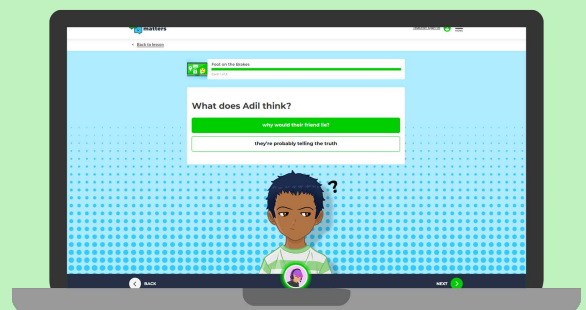 matters
Back to lesson
Foot on the Brakes
What does Adil think?
why would their friend lie?
they're probably telling the truth
?
BACK
NEXT